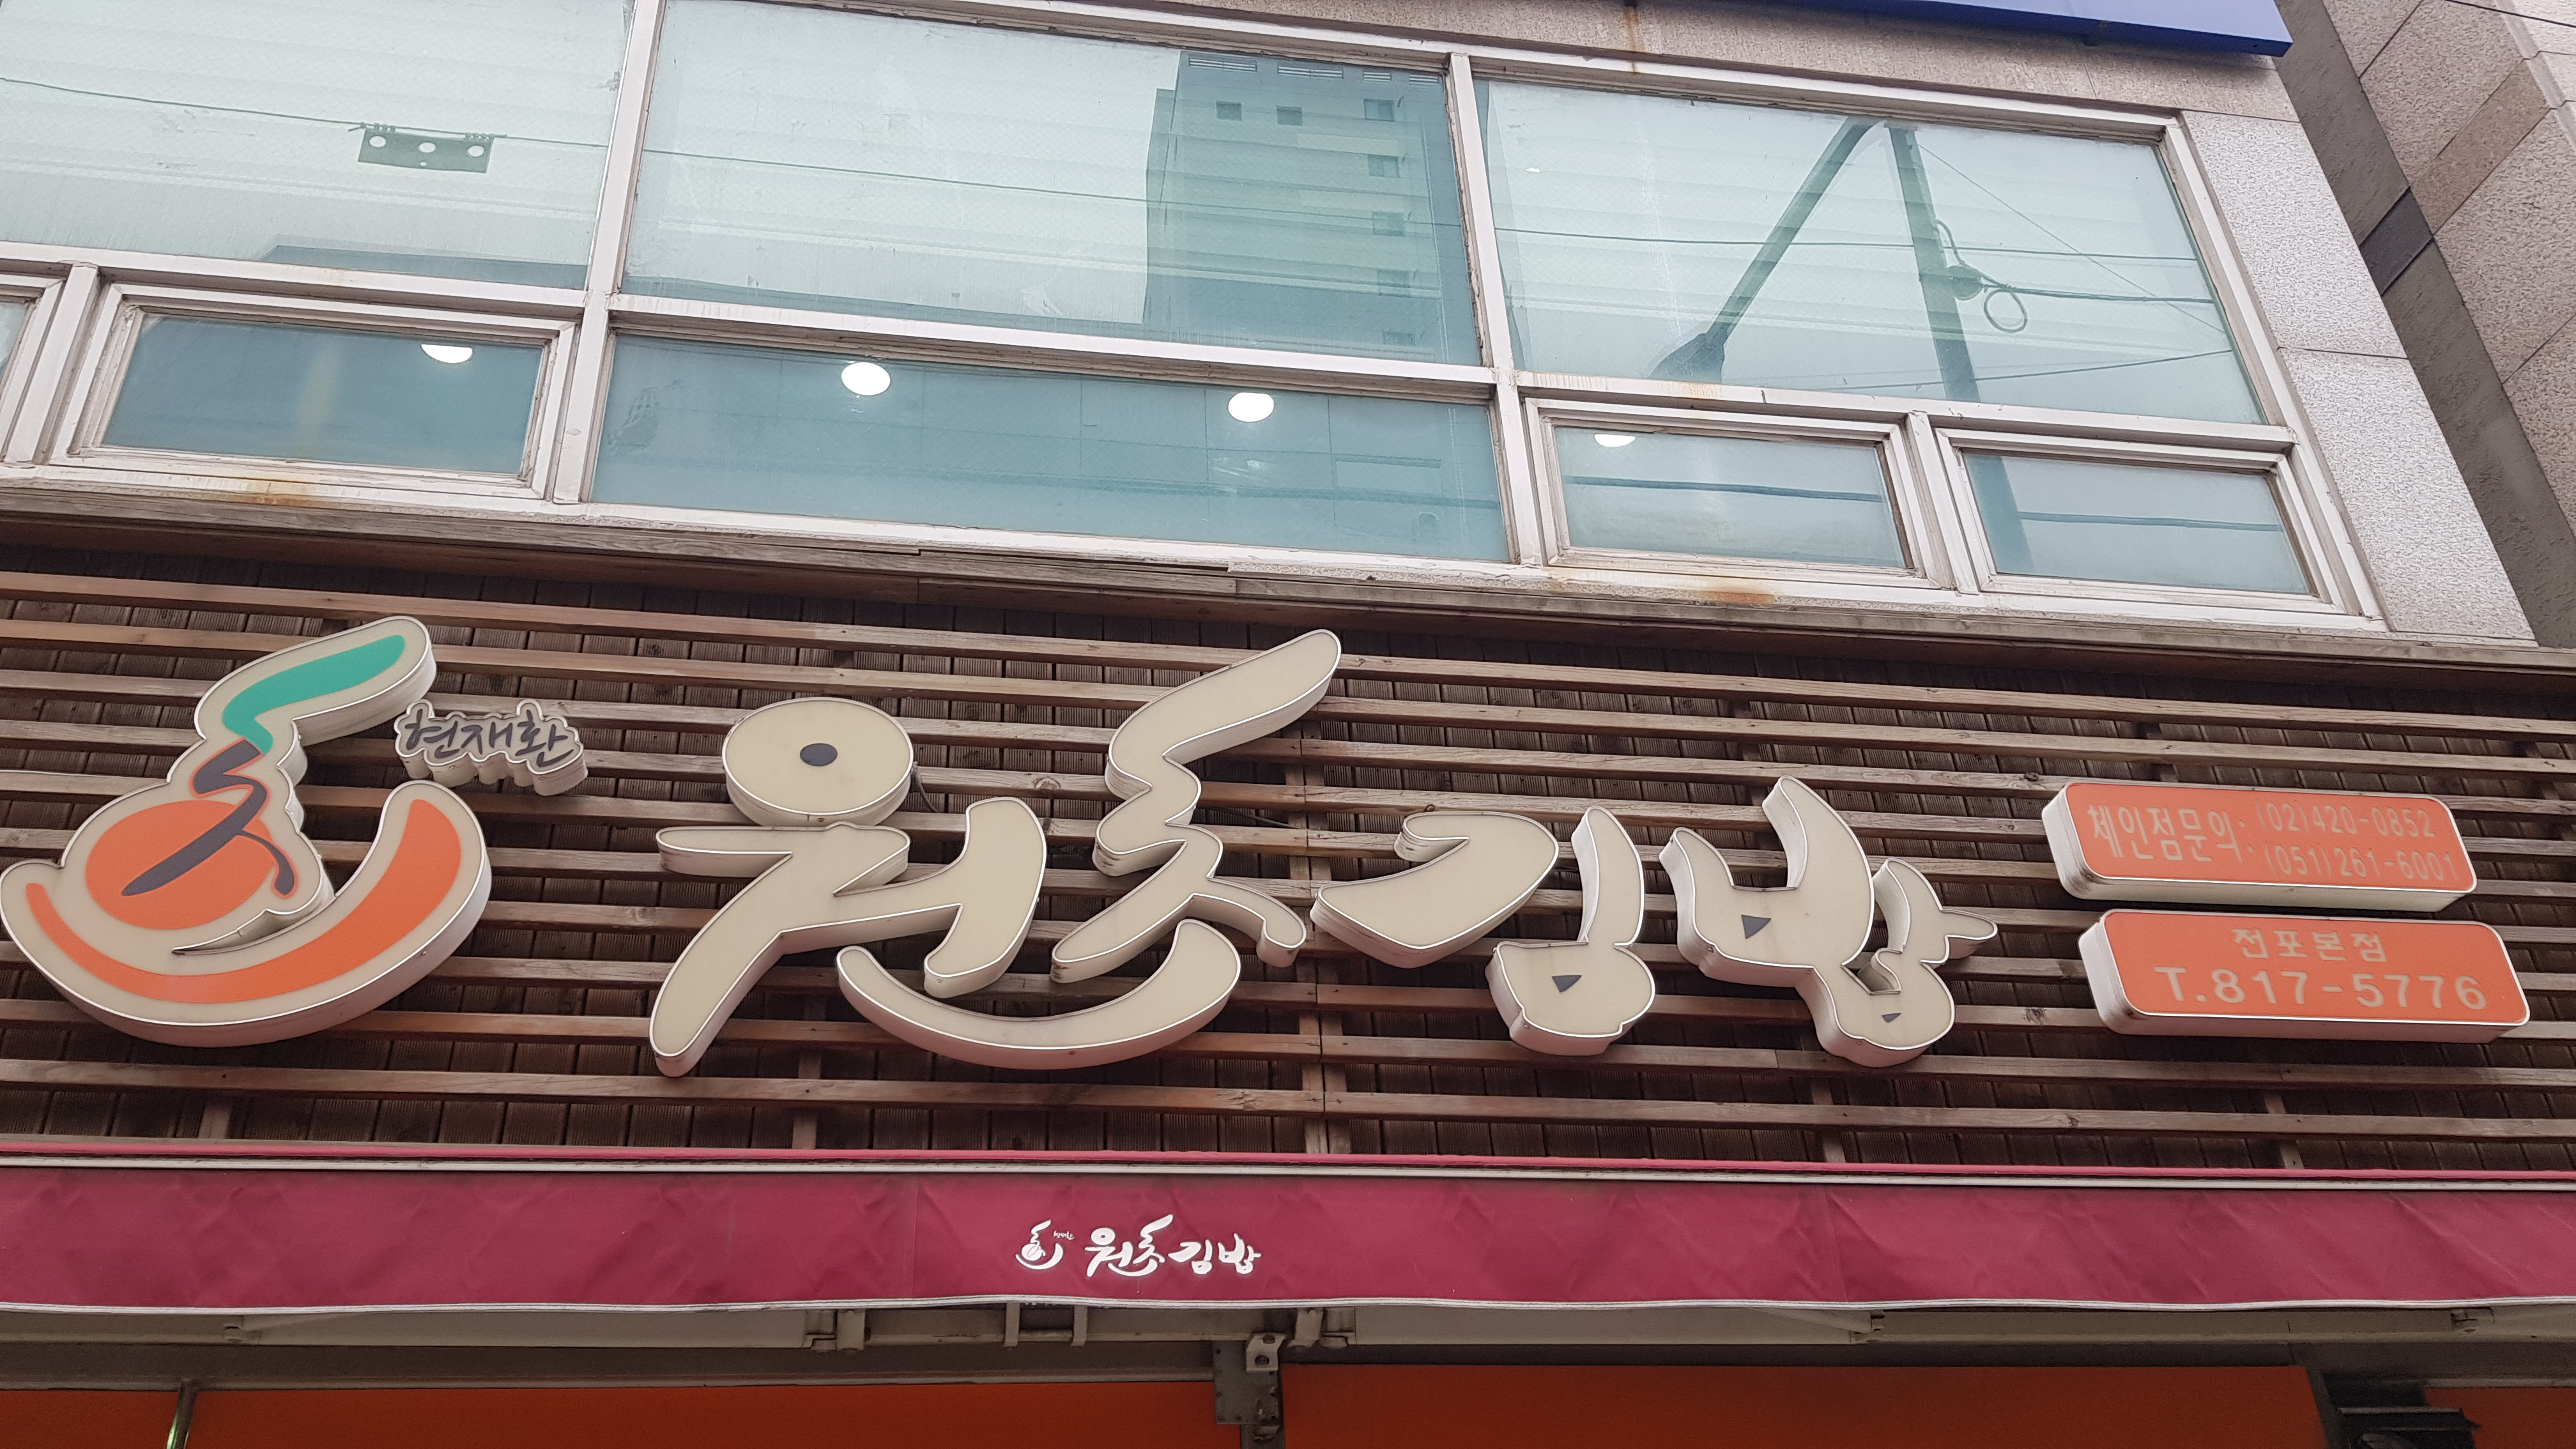 현재환
원조김밥
체인점문의: (02)420-0852
(051)261-6001
전포본점
T.817-5776
원조김밥